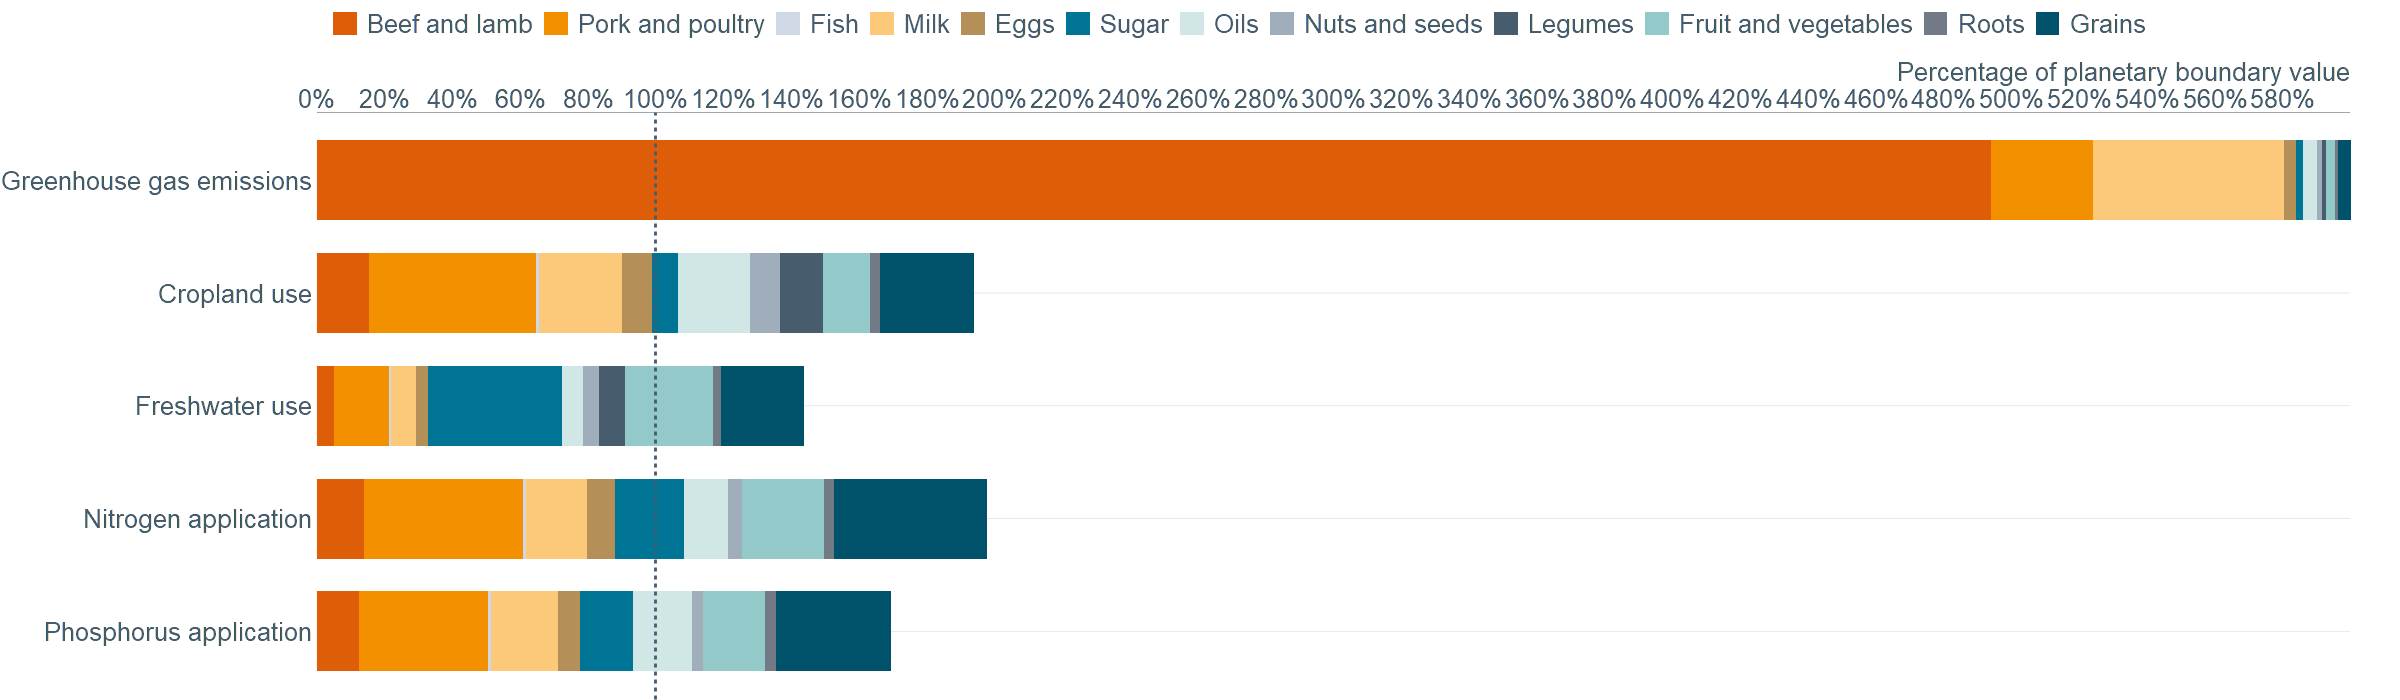 Beef and lamb Pork and poultry Fish Milk Eggs Sugar Oils Nuts and seeds Legumes Fruit and vegetables Roots Grains
Percentage of planetary boundary value
0% 20% 40% 60% 80% 100% 120% 140% 160% 180% 200% 220% 240% 260% 280% 300% 320% 340% 360% 380% 400% 420% 440% 460% 480% 500% 520% 540% 560% 580%
Greenhouse gas emissions
Cropland use
Freshwater use
Nitrogen application
Phosphorus application